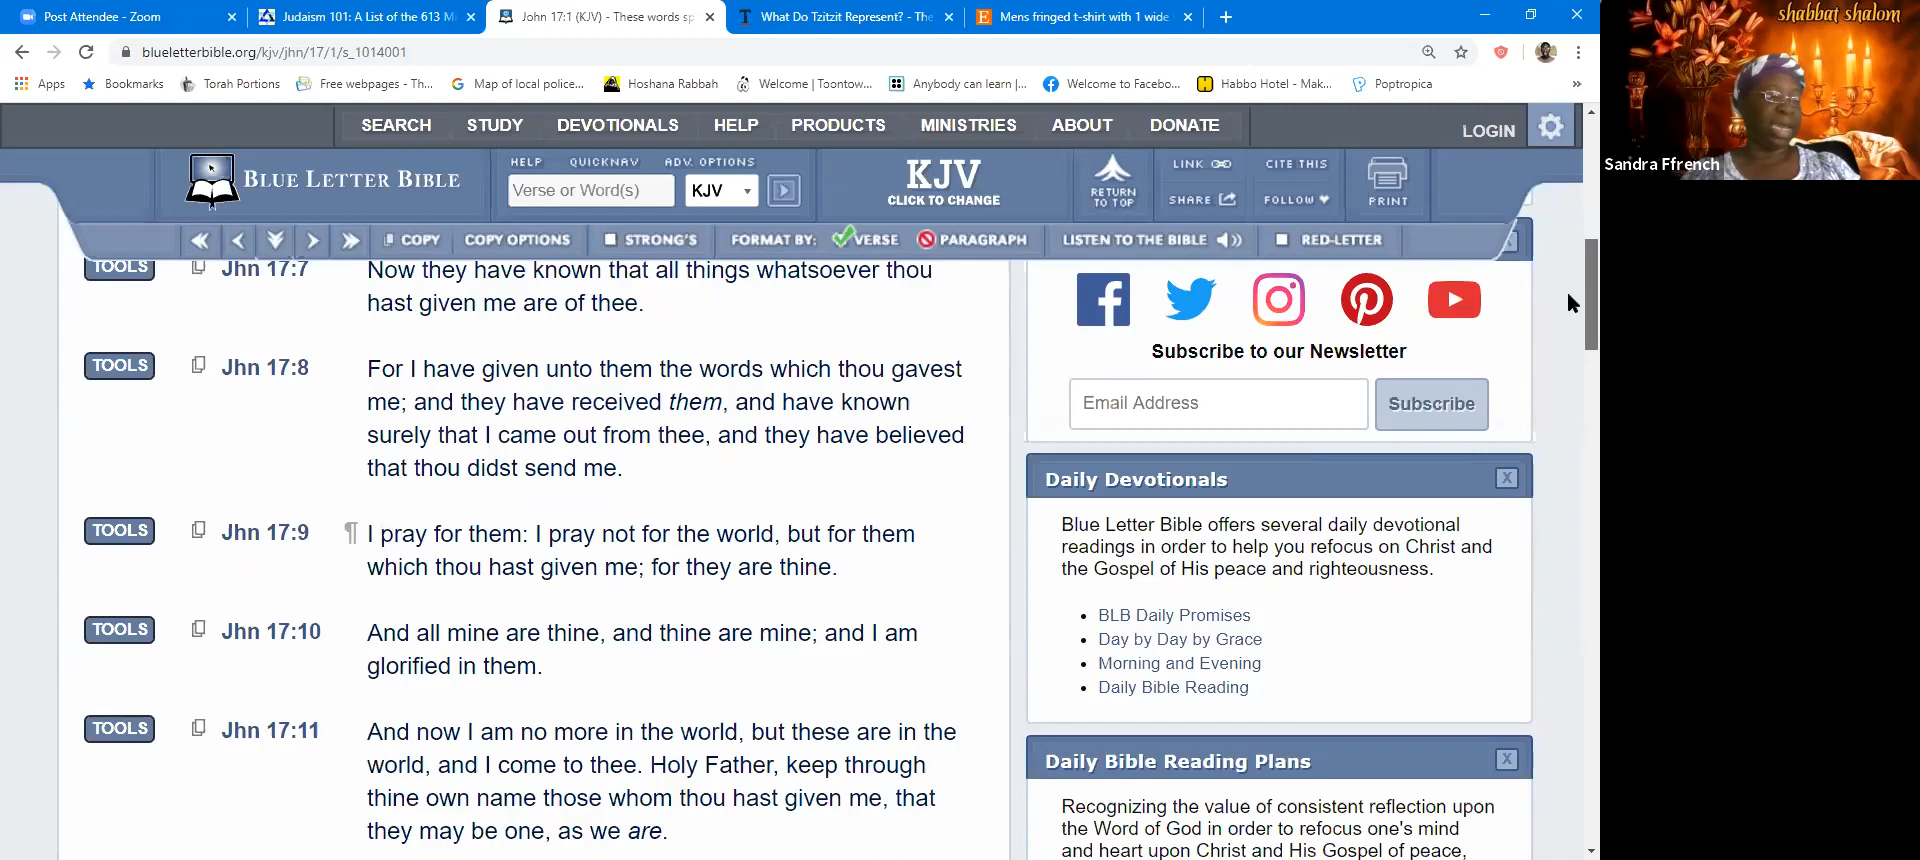 Post Attendee - Zoom
Judaism 101: A List of the 613 Mi
John 17:1 (KJV) - These words sp
What Do Tzitzit Represent? - The
Mens fringed t-shirt with 1 wide
blueletterbible.org/kjv/jhn/17/1/s_1014001
Apps
Bookmarks
Torah Portions
Free webpages - Th...
Map of local police...
Hoshana Rabbah
Welcome | Toontow...
Anybody can learn |...
Welcome to Facebo...
Habbo Hotel - Mak...
Poptropica
SEARCH STUDY DEVOTIONALS HELP PRODUCTS MINISTRIES ABOUT DONATE
LOGIN
BLUE LETTER BIBLE
HELP QUICKNAV ADV. OPTIONS
Verse or Word(s)
KJV
KJV
CLICK TO CHANGE
RETURN
TO TOP
LINK
CITE THIS
SHARE
FOLLOW
PRINT
COPY COPY OPTIONS STRONG'S FORMAT BY: VERSE PARAGRAPH LISTEN TO THE BIBLE RED-LETTER
TOOLS Jhn 17:7 Now they have known that all things whatsoever thou
hast given me are of thee.
TOOLS Jhn 17:8 For I have given unto them the words which thou gavest
me; and they have received them, and have known
surely that I came out from thee, and they have believed
that thou didst send me.
TOOLS Jhn 17:9 ¶ I pray for them: I pray not for the world, but for them
which thou hast given me; for they are thine.
TOOLS Jhn 17:10 And all mine are thine, and thine are mine; and I am
glorified in them.
TOOLS Jhn 17:11 And now I am no more in the world, but these are in the
world, and I come to thee. Holy Father, keep through
thine own name those whom thou hast given me, that
they may be one, as we are.
Subscribe to our Newsletter
Email Address
Subscribe
Daily Devotionals
Blue Letter Bible offers several daily devotional
readings in order to help you refocus on Christ and
the Gospel of His peace and righteousness.
• BLB Daily Promises
• Day by Day by Grace
• Morning and Evening
• Daily Bible Reading
Daily Bible Reading Plans
Recognizing the value of consistent reflection upon
the Word of God in order to refocus one's mind
and heart upon Christ and His Gospel of peace,
shabbat shalom
Sandra Ffrench